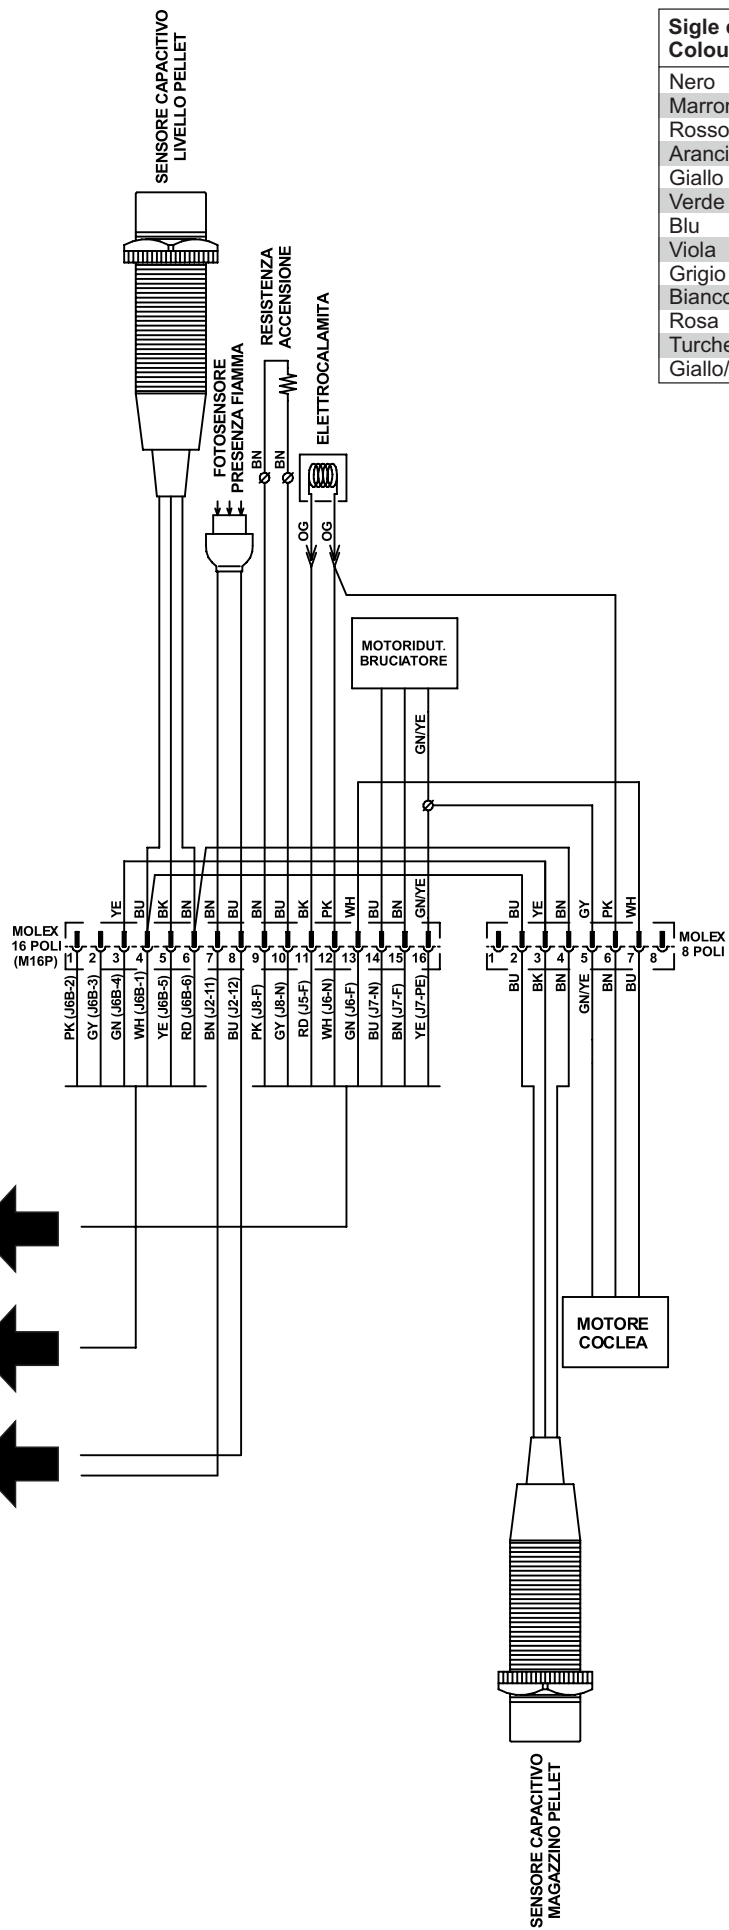 Sigle
Colou
Nero
Marron
Rosso
Aranci
Giallo
Verde
Blu
Viola
Grigio
Bianco
Rosa
Turche
Giallo/
SENSORE CAPACITIVO
LIVELLO PELLET
FOTOSENSORE
PRESENZA FIAMMA
RESISTENZA
ACCENSIONE
ELETTROCALAMITA
BN
BN
OG
OG
MOTORIDUT.
BRUCIATORE
GN/YE
YE
BU
BK
BN
BN
BU
BN
BU
BK
PK
WH
BU
BN
GN/YE
BU
YE
BN
GY
PK
WH
MOLEX
16 POLI
(M16P)
1 2 3 4 5 6 7 8 9 10 11 12 13 14 15 16
1 2 3 4 5 6 7 8
MOLEX
8 POLI
PK (J6B-2)
GY (J6B-3)
GN (J6B-4)
WH (J6B-1)
YE (J6B-5)
RD (J6B-6)
BN (J2-11)
BU (J2-12)
PK (J8-F)
GY (J8-N)
RD (J5-F)
WH (J6-N)
GN (J6-F)
BU (J7-N)
BN (J7-F)
YE (J7-PE)
BU
BK
BN
GN/YE
BN
BU
MOTORE
COCLEA
SENSORE CAPACITIVO
MAGAZZINO PELLET